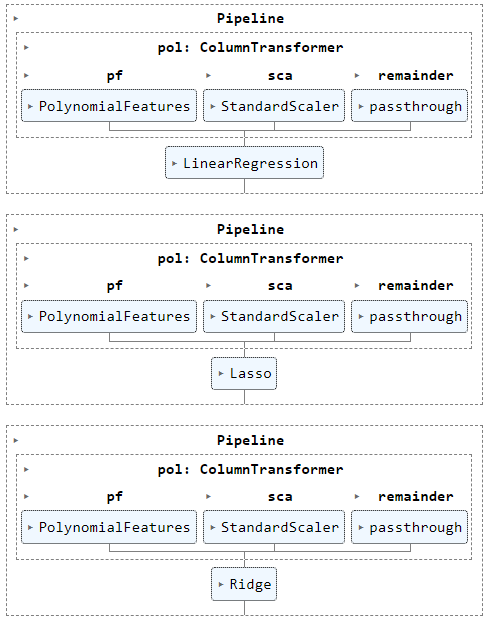 Pipeline
pol: ColumnTransformer
pf sca remainder
PolynomialFeatures StandardScaler passthrough
LinearRegression
Pipeline
pol: ColumnTransformer
pf sca remainder
PolynomialFeatures StandardScaler passthrough
Lasso
Pipeline
pol: ColumnTransformer
pf sca remainder
PolynomialFeatures StandardScaler passthrough
Ridge